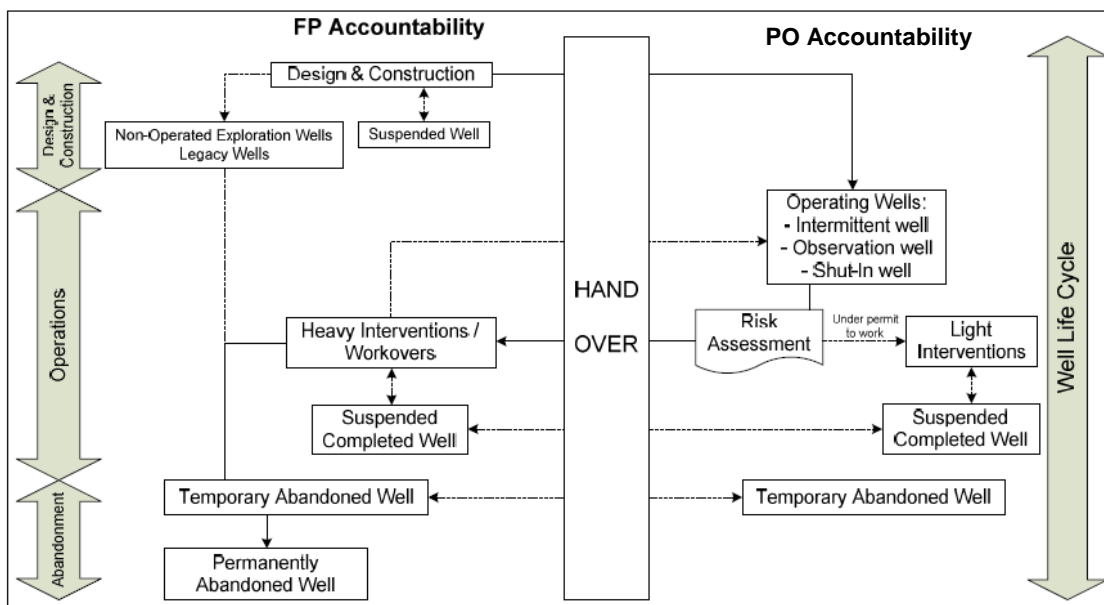 FP Accountability
PO Accountability
Design &
Construction
Design & Construction
Non-Operated Exploration Wells
Legacy Wells
Suspended Well
Operating Wells:
- Intermittent well
- Observation well
- Shut-In well
HAND
OVER
Operations
Heavy Interventions /
Workovers
Risk
Assessment
Under permit
to work
Light
Interventions
Suspended
Completed Well
Suspended
Completed Well
Well Life Cycle
Abandonment
Temporary Abandoned Well
Temporary Abandoned Well
Permanently
Abandoned Well